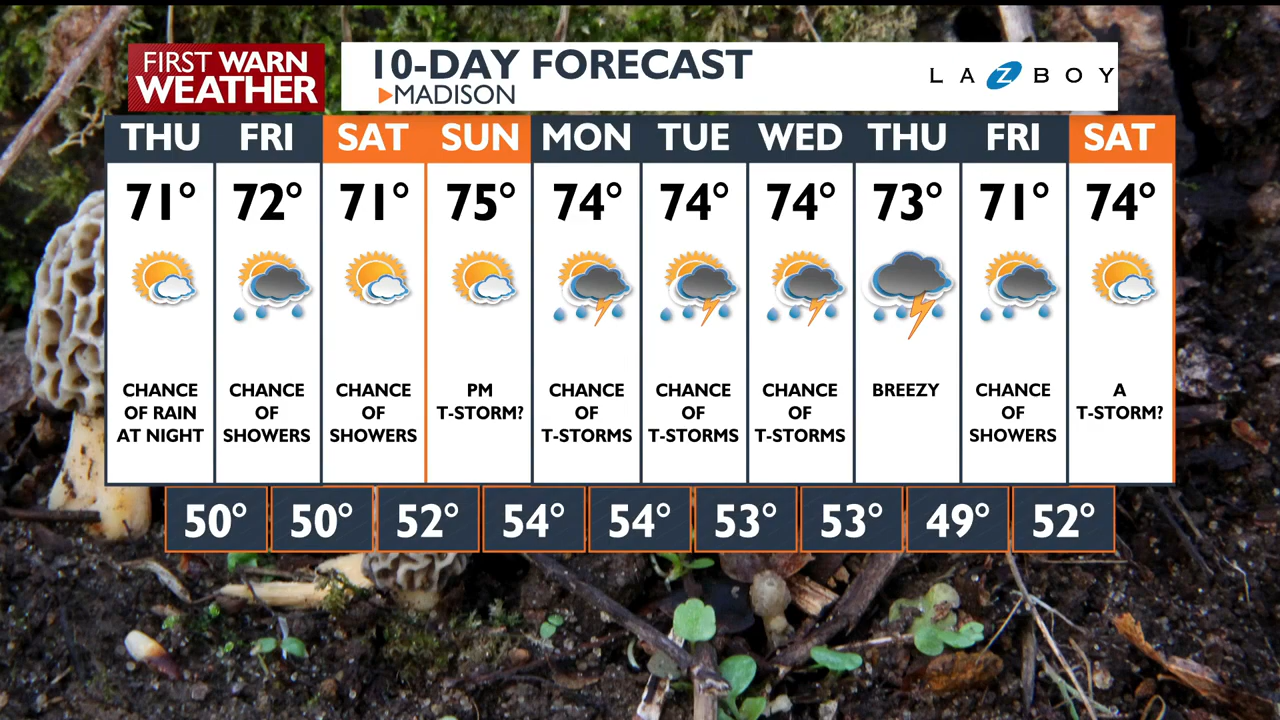 FIRST WARN
WEATHER
10-DAY FORECAST
MADISON
LA Z BOY
THU FRI SAT SUN MON TUE WED THU FRI SAT
71° 72° 71° 75° 74° 74° 74° 73° 71° 74°
CHANCE
OF RAIN
AT NIGHT
CHANCE
OF
SHOWERS
CHANCE
OF
SHOWERS
PM
T-STORM?
CHANCE
OF
T-STORMS
CHANCE
OF
T-STORMS
CHANCE
OF
T-STORMS
BREEZY
CHANCE
OF
SHOWERS
A
T-STORM?
50° 50° 52° 54° 54° 53° 53° 49° 52°